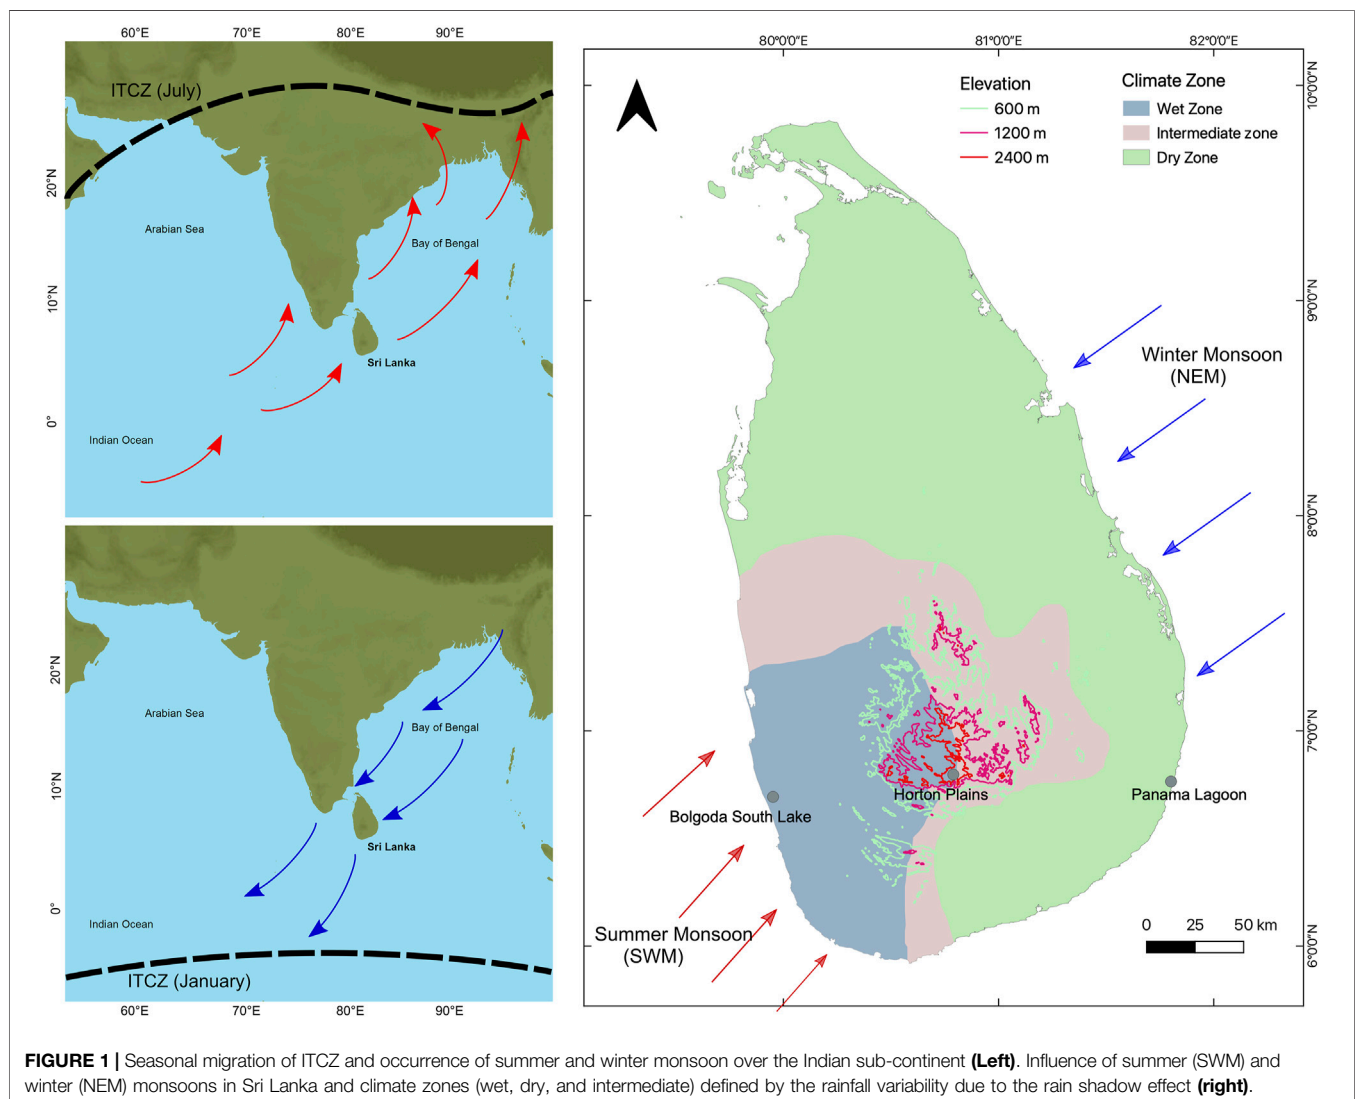 60°E 70°E 80°E 90°E
ITCZ (July)
20°N
Arabian Sea
Bay of Bengal
10°N
Sri Lanka
0°
Indian Ocean
20°N
Arabian Sea
Bay of Bengal
10°N
Sri Lanka
0°
Indian Ocean
ITCZ (January)
60°E 70°E 80°E 90°E
80°0'0"E 81°0'0"E 82°0'0"E
Elevation
600 m
1200 m
2400 m
Climate Zone
Wet Zone
Intermediate zone
Dry Zone
10°0'0"N
9°0'0"N
Winter Monsoon
(NEM)
8°0'0"N
7°0'0"N
Horton Plains
Panama Lagoon
Bolgoda South Lake
Summer Monsoon
(SWM)
0 25 50 km
6°0'0"N
FIGURE 1 | Seasonal migration of ITCZ and occurrence of summer and winter monsoon over the Indian sub-continent (Left). Influence of summer (SWM) and
winter (NEM) monsoons in Sri Lanka and climate zones (wet, dry, and intermediate) defined by the rainfall variability due to the rain shadow effect (right).